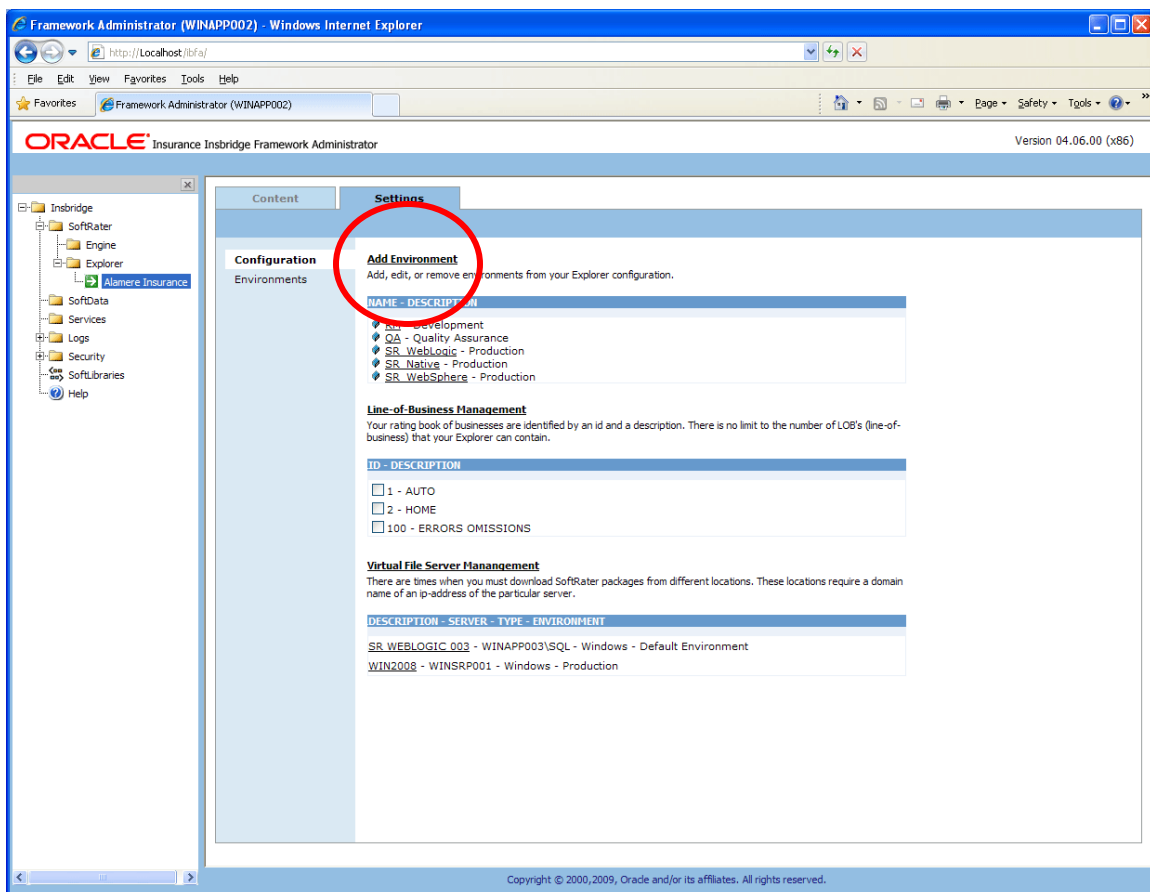 Framework Administrator (WINAPP002) - Windows Internet Explorer
http://Localhost/ibfa/
File Edit View Favorites Tools Help
Favorites Framework Administrator (WINAPP002) Page Safety Tools
ORACLE Insurance Insbridge Framework Administrator Version 04.06.00 (x86)
Insbridge
SoftRater
Engine
Explorer
Alamere Insurance
SoftData
Services
Logs
Security
SoftLibraries
Help
Content Settings
Configuration
Environments
Add Environment
Add, edit, or remove environments from your Explorer configuration.
NAME - DESCRIPTION
RM - Development
QA - Quality Assurance
SR_WebLogic - Production
SR_Native - Production
SR_WebSphere - Production
Line-of-Business Management
Your rating book of businesses are identified by an id and a description. There is no limit to the number of LOB's (line-of-
business) that your Explorer can contain.
ID - DESCRIPTION
1 - AUTO
2 - HOME
100 - ERRORS OMISSIONS
Virtual File Server Manangement
There are times when you must download SoftRater packages from different locations. These locations require a domain
name of an ip-address of the particular server.
DESCRIPTION - SERVER - TYPE - ENVIRONMENT
SR WEBLOGIC 003 - WINAPP003\SQL - Windows - Default Environment
WIN2008 - WINSRP001 - Windows - Production
Copyright © 2000,2009, Oracle and/or its affiliates. All rights reserved.